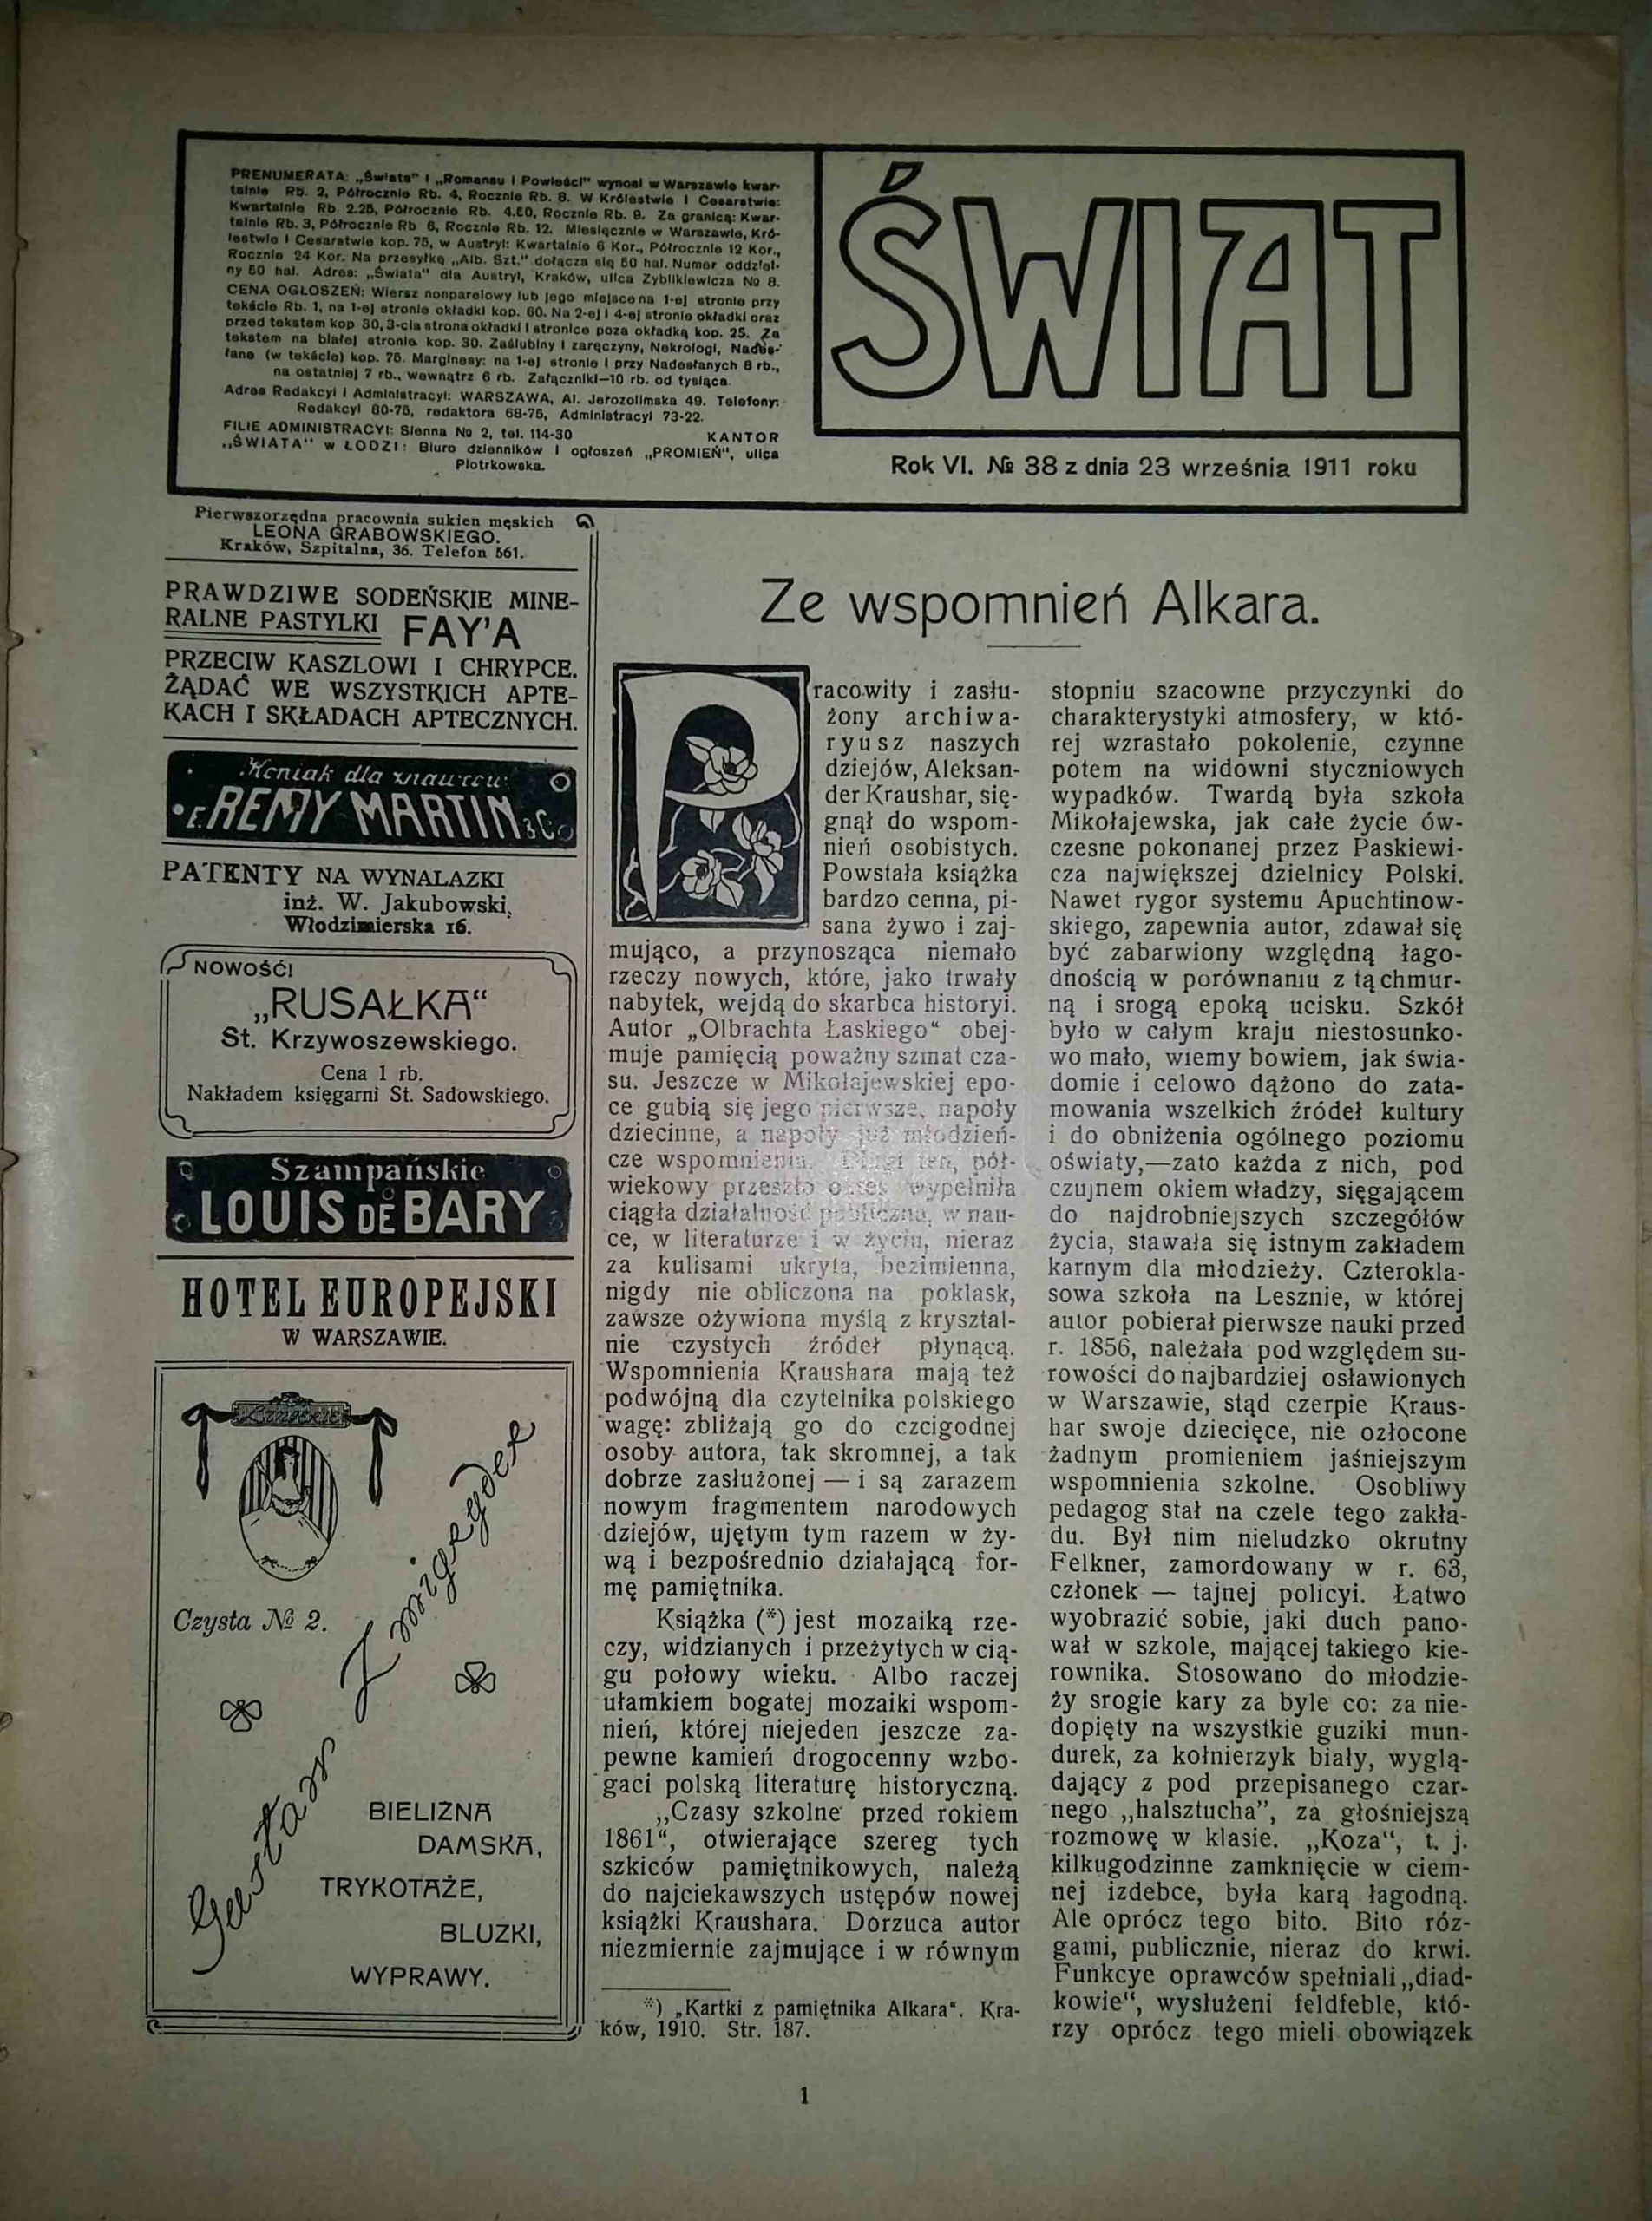 PRENUMERATA: „Świata" i „Romansu i Powieści" wynosi w Warszawie kwar-
talnie Rb. 2, Półrocznie Rb. 4, Rocznie Rb. 8. W Królestwie i Cesarstwie:
Kwartalnie Rb. 2.25, Półrocznie Rb. 4.50, Rocznie Rb. 9. Za granicą: Kwar-
talnie Rb. 3, Półrocznie Rb 6, Rocznie Rb. 12. Miesięcznie w Warszawie, Kró-
lestwie i Cesarstwie kop. 75, w Austryi: Kwartalnie 6 Kor., Półrocznie 12 Kor.,
Rocznie 24 Kor. Na przesyłkę „Alb. Szt." dołącza się 50 hal. Numer oddziel-
ny 50 hal. Adres: „Świata" dla Austryi, Kraków, ulica Zyblikiewicza № 8.
CENA OGŁOSZEŃ: Wiersz nonparelowy lub jego miejsce na 1-ej stronie przy
tekście Rb. 1, na 1-ej stronie okładki kop. 60. Na 2-ej i 4-ej stronie okładki oraz
przed tekstem kop 30, 3-cia strona okładki i stronice poza okładką kop. 25. Za
tekstem na białej stronie kop. 30. Zaślubiny i zaręczyny, Nekrologi, Nades-
łane (w tekście) kop. 75. Marginesy: na 1-ej stronie i przy Nadesłanych 8 rb.,
na ostatniej 7 rb., wewnątrz 6 rb. Załączniki—10 rb. od tysiąca.
Adres Redakcyi i Administracyi: WARSZAWA, Al. Jerozolimska 49. Telefony:
Redakcyi 80-75, redaktora 68-75, Administracyi 73-22.
FILIE ADMINISTRACYI: Sienna № 2, tel. 114-30 KANTOR
„ŚWIATA" w ŁODZI: Biuro dzienników i ogłoszeń „PROMIEŃ", ulica
Piotrkowska.
ŚWIAT
Rok VI. № 38 z dnia 23 września 1911 roku
Pierwszorzędna pracownia sukien męskich
LEONA GRABOWSKIEGO.
Kraków, Szpitalna, 36. Telefon 561.
PRAWDZIWE SODEŃSKIE MINE-
RALNE PASTYLKI FAY'A
PRZECIW KASZLOWI I CHRYPCE.
ŻĄDAĆ WE WSZYSTKICH APTE-
KACH I SKŁADACH APTECZNYCH.
Koniak dla znawców
E. REMY MARTIN & Co
PATENTY NA WYNALAZKI
inż. W. Jakubowski,
Włodzimierska 16.
NOWOŚĆ!
„RUSAŁKA"
St. Krzywoszewskiego.
Cena 1 rb.
Nakładem księgarni St. Sadowskiego.
Szampańskie
LOUIS DE BARY
HOTEL EUROPEJSKI
W WARSZAWIE.
Lingerie
Czysta № 2.
Gustaw Zmigryder
BIELIZNA
DAMSKA,
TRYKOTAŻE,
BLUZKI,
WYPRAWY.
Ze wspomnień Alkara.
Pracowity i zasłu-
żony archiwa-
ryusz naszych
dziejów, Aleksan-
der Kraushar, się-
gnął do wspom-
nień osobistych.
Powstała książka
bardzo cenna, pi-
sana żywo i zaj-
mująco, a przynosząca niemało
rzeczy nowych, które, jako trwały
nabytek, wejdą do skarbca historyi.
Autor „Olbrachta Łaskiego" obej-
muje pamięcią poważny szmat cza-
su. Jeszcze w Mikołajewskiej epo-
ce gubią się jego pierwsze, napoły
dziecinne, a napoły już młodzień-
cze wspomnienia. Długi ten, pół-
wiekowy przeszło okres wypełniła
ciągła działalność publiczna, w nau-
ce, w literaturze i w życiu, nieraz
za kulisami ukryta, bezimienna,
nigdy nie obliczona na poklask,
zawsze ożywiona myślą z kryształ-
nie czystych źródeł płynącą.
Wspomnienia Kraushara mają też
podwójną dla czytelnika polskiego
wagę: zbliżają go do czcigodnej
osoby autora, tak skromnej, a tak
dobrze zasłużonej — i są zarazem
nowym fragmentem narodowych
dziejów, ujętym tym razem w ży-
wą i bezpośrednio działającą for-
mę pamiętnika.
Książka (*) jest mozaiką rze-
czy, widzianych i przeżytych w cią-
gu połowy wieku. Albo raczej
ułamkiem bogatej mozaiki wspom-
nień, której niejeden jeszcze za-
pewne kamień drogocenny wzbo-
gaci polską literaturę historyczną.
„Czasy szkolne przed rokiem
1861", otwierające szereg tych
szkiców pamiętnikowych, należą
do najciekawszych ustępów nowej
książki Kraushara. Dorzuca autor
niezmiernie zajmujące i w równym
*) „Kartki z pamiętnika Alkara". Kra-
ków, 1910. Str. 187.
stopniu szacowne przyczynki do
charakterystyki atmosfery, w któ-
rej wzrastało pokolenie, czynne
potem na widowni styczniowych
wypadków. Twardą była szkoła
Mikołajewska, jak całe życie ów-
czesne pokonanej przez Paskiewi-
cza największej dzielnicy Polski.
Nawet rygor systemu Apuchtinow-
skiego, zapewnia autor, zdawał się
być zabarwiony względną łago-
dnością w porównaniu z tą chmur-
ną i srogą epoką ucisku. Szkół
było w całym kraju niestosunko-
wo mało, wiemy bowiem, jak świa-
domie i celowo dążono do zata-
mowania wszelkich źródeł kultury
i do obniżenia ogólnego poziomu
oświaty,—zato każda z nich, pod
czujnem okiem władzy, sięgającem
do najdrobniejszych szczegółów
życia, stawała się istnym zakładem
karnym dla młodzieży. Czterokla-
sowa szkoła na Lesznie, w której
autor pobierał pierwsze nauki przed
r. 1856, należała pod względem su-
rowości do najbardziej osławionych
w Warszawie, stąd czerpie Kraus-
har swoje dziecięce, nie ozłocone
żadnym promieniem jaśniejszym
wspomnienia szkolne. Osobliwy
pedagog stał na czele tego zakła-
du. Był nim nieludzko okrutny
Felkner, zamordowany w r. 63,
członek — tajnej policyi. Łatwo
wyobrazić sobie, jaki duch pano-
wał w szkole, mającej takiego kie-
rownika. Stosowano do młodzie-
ży srogie kary za byle co: za nie-
dopięty na wszystkie guziki mun-
durek, za kołnierzyk biały, wyglą-
dający z pod przepisanego czar-
nego „halsztucha", za głośniejszą
rozmowę w klasie. „Koza", t. j.
kilkugodzinne zamknięcie w ciem-
nej izdebce, była karą łagodną.
Ale oprócz tego bito. Bito róz-
gami, publicznie, nieraz do krwi.
Funkcye oprawców spełniali „diad-
kowie", wysłużeni feldfeble, któ-
rzy oprócz tego mieli obowiązek
1